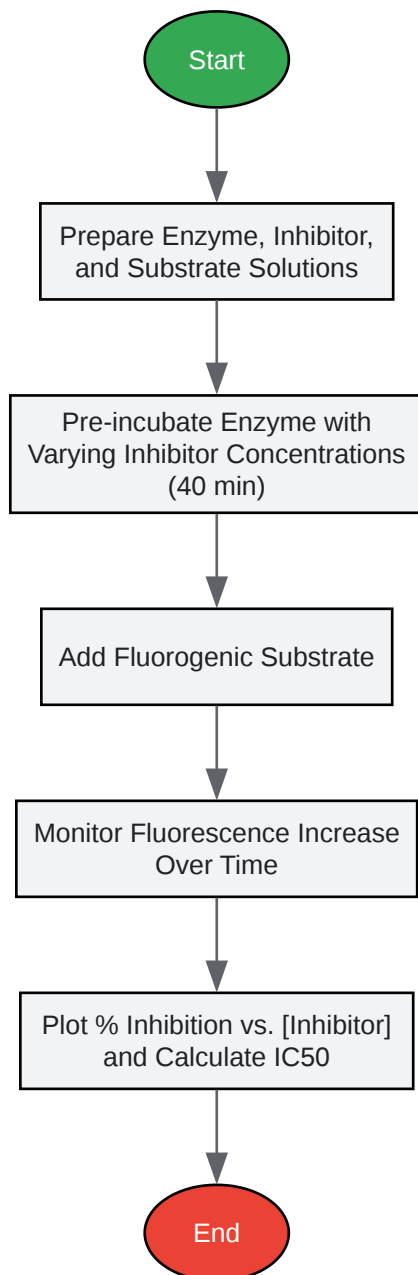 Start
Prepare Enzyme, Inhibitor,
and Substrate Solutions
Pre-incubate Enzyme with
Varying Inhibitor Concentrations
(40 min)
Add Fluorogenic Substrate
Monitor Fluorescence Increase
Over Time
Plot % Inhibition vs. [Inhibitor]
and Calculate IC50
End